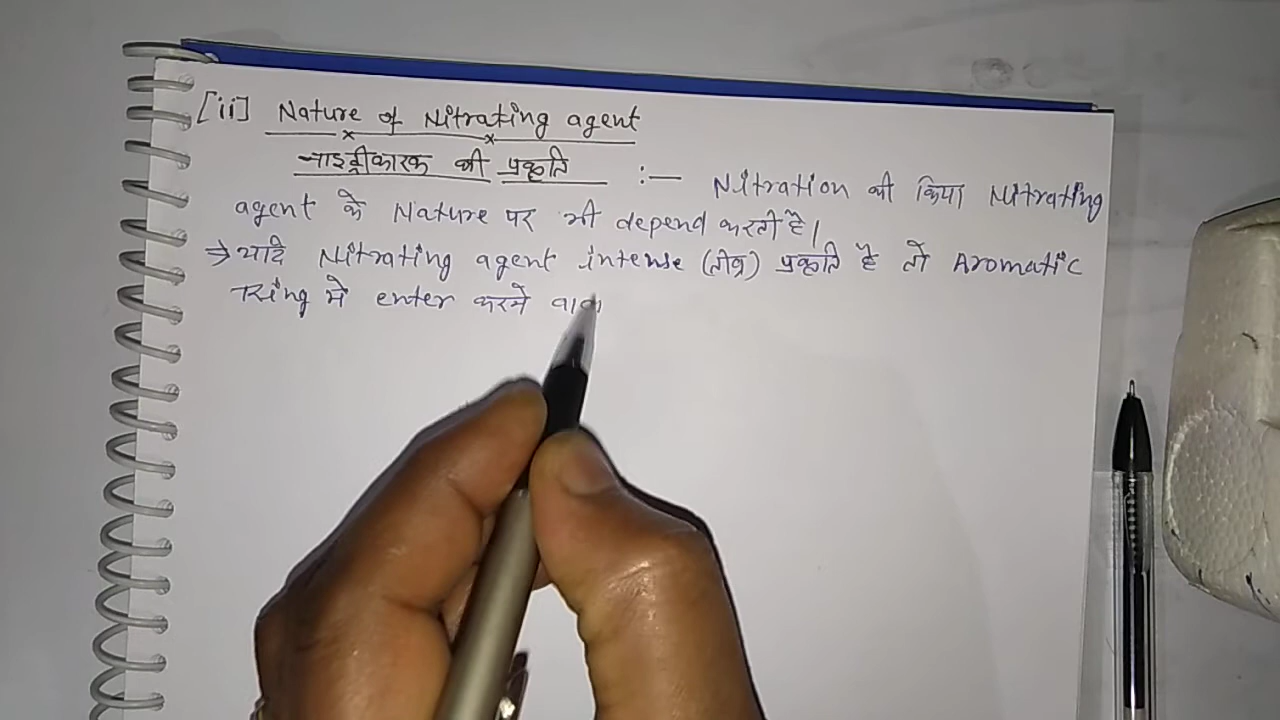 [ii] Nature of Nitrating agent
नाइट्रीकारक की प्रकृति :— Nitration की क्रिया Nitrating
agent के Nature पर भी depend करती है।
→ यदि Nitrating agent intense (तीव्र) प्रकृति है तो Aromatic
Ring में enter करने